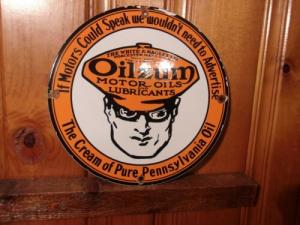 If Motors Could Speak we wouldn't need to Advertise
THE WHITE & BAGLEY CO.
Oilzum
MOTOR OILS
&
LUBRICANTS
The Cream of Pure Pennsylvania Oil